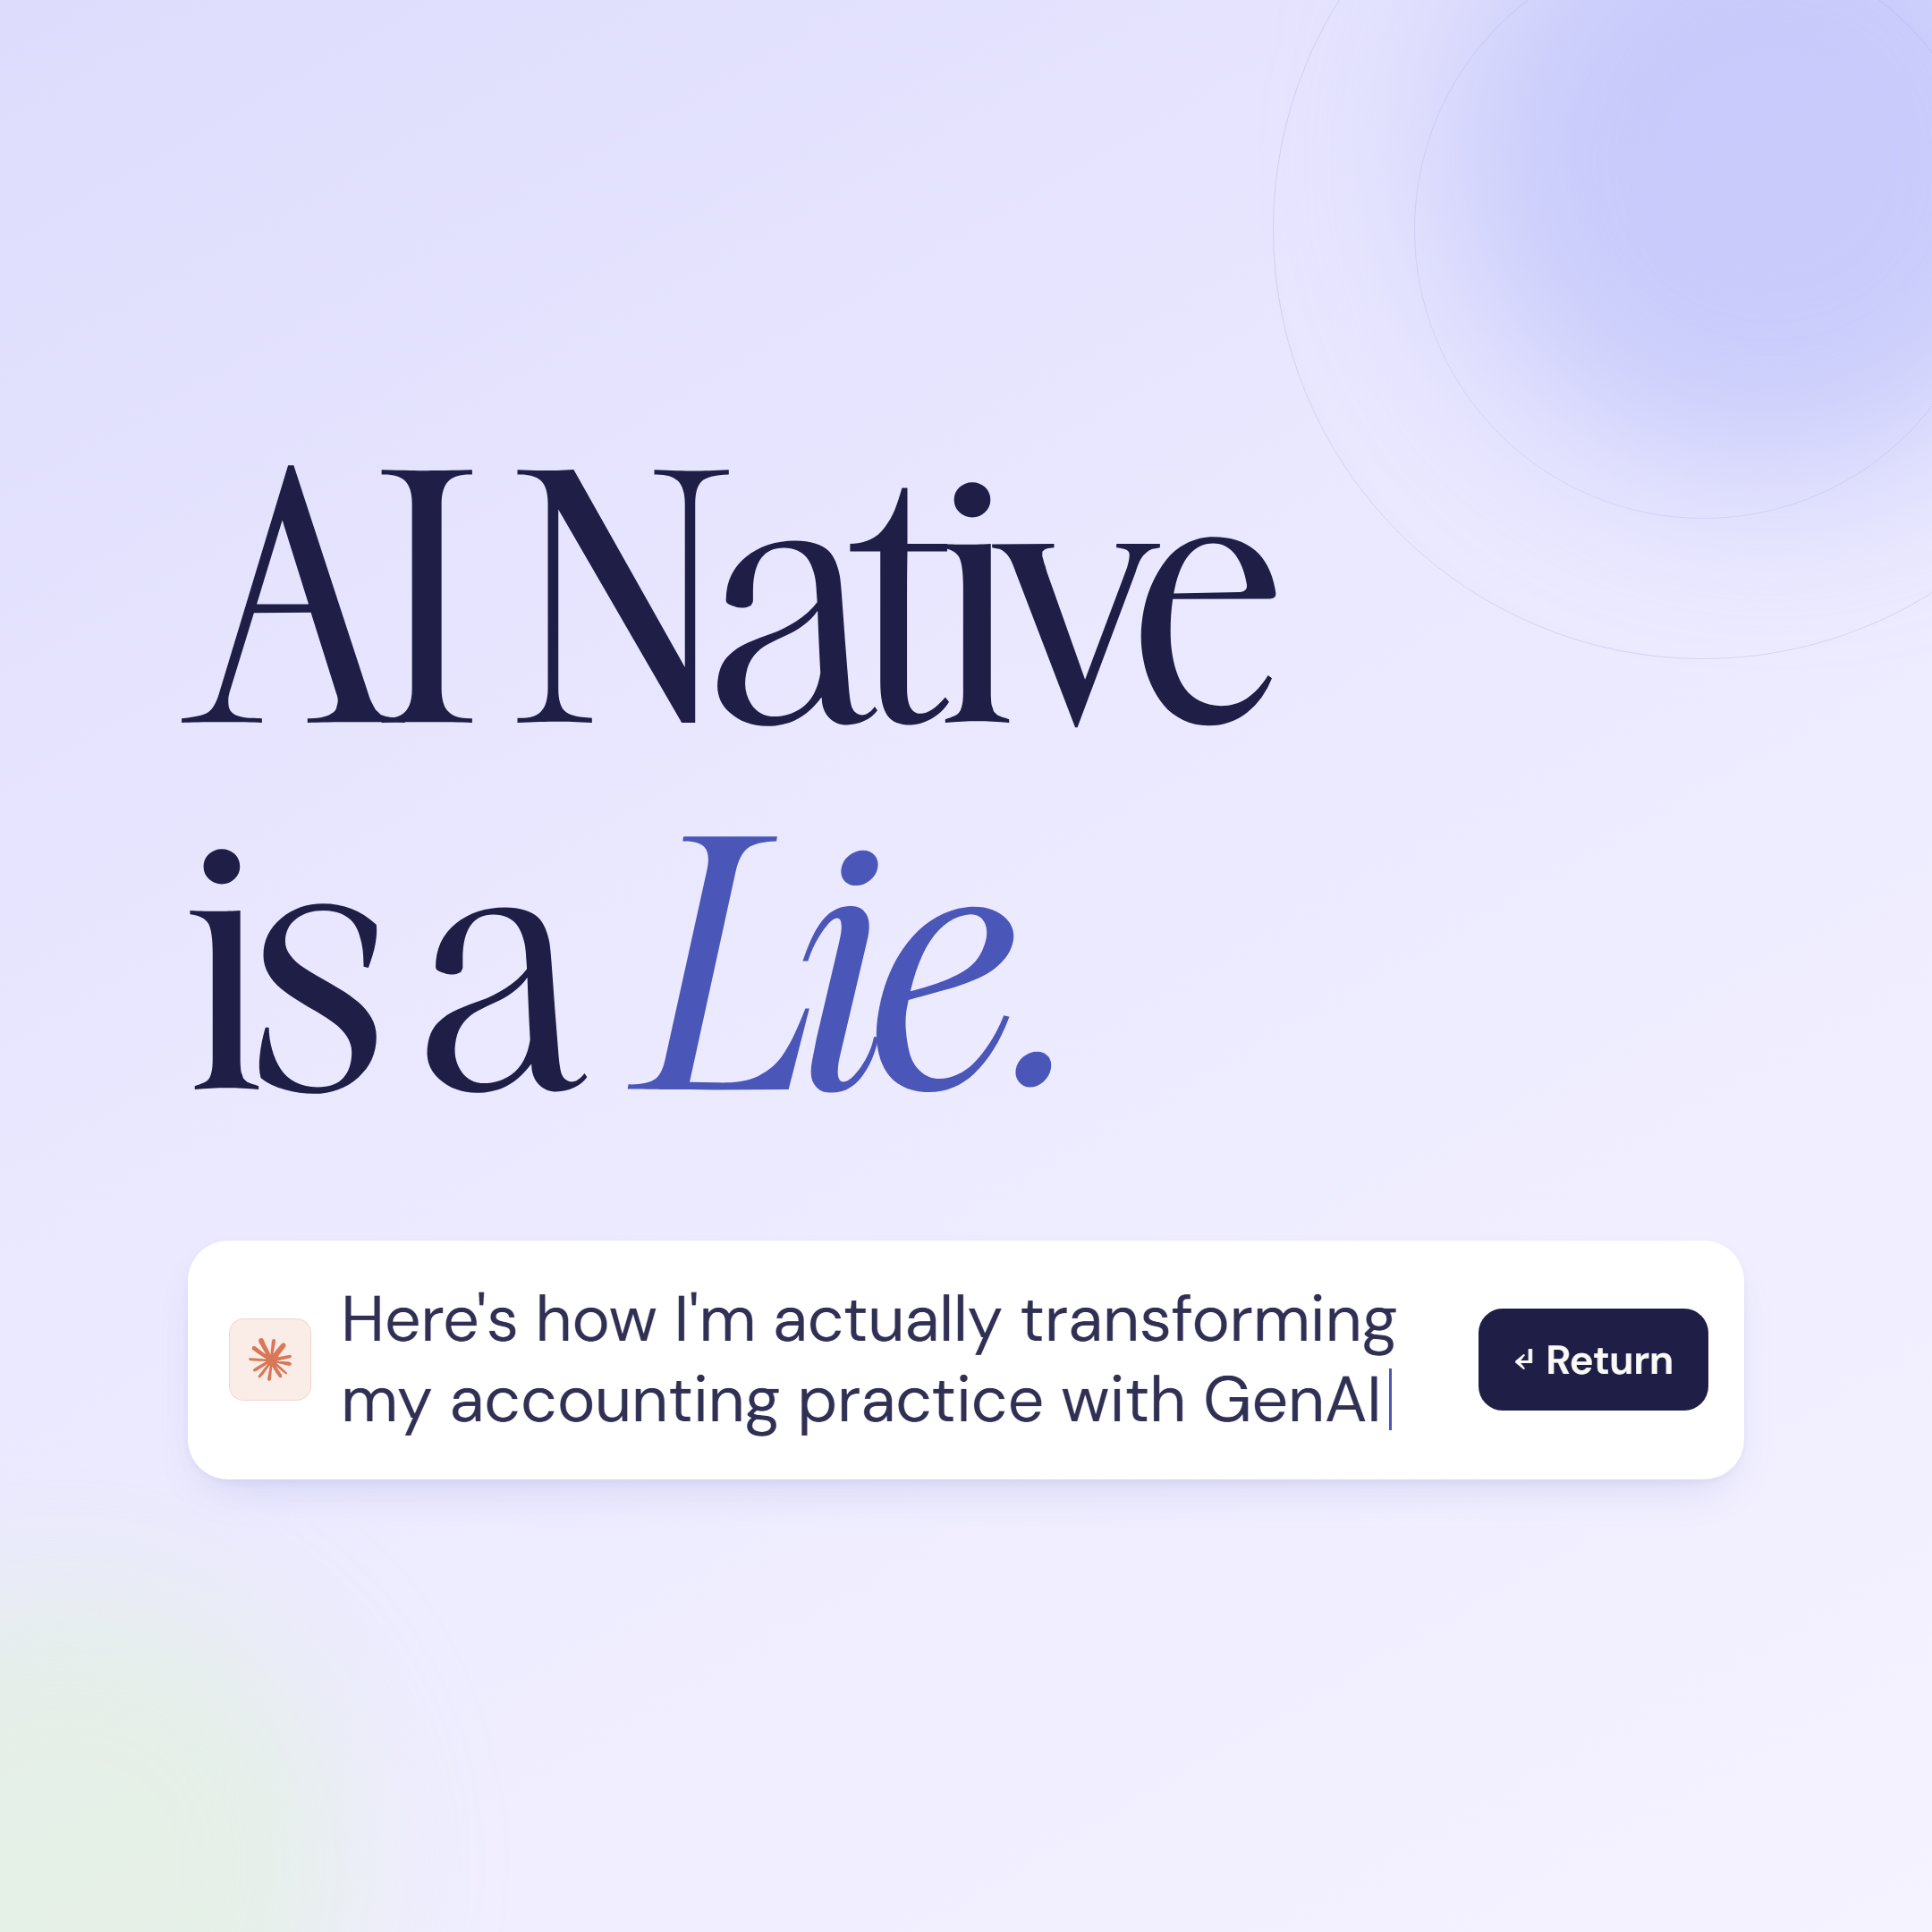 AI Native
is a Lie.
Here's how I'm actually transforming
my accounting practice with GenAI
↵ Return